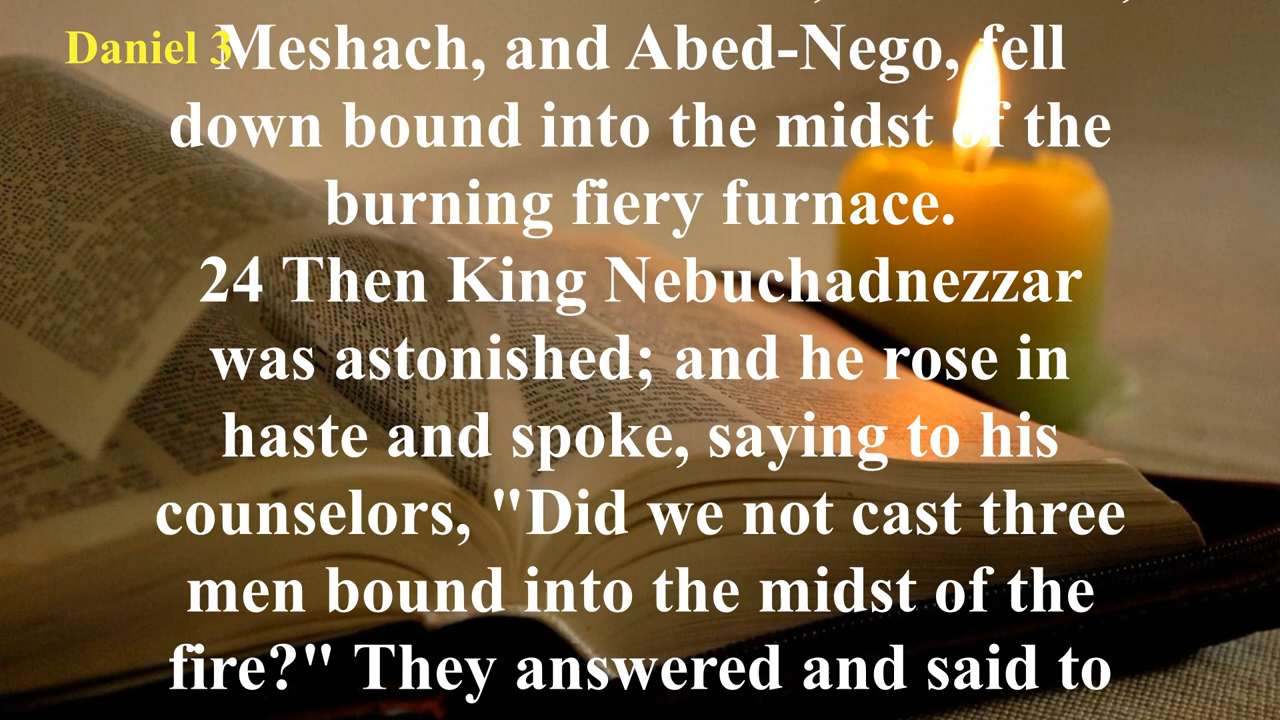 Daniel 3
Meshach, and Abed-Nego, fell
down bound into the midst of the
burning fiery furnace.
24 Then King Nebuchadnezzar
was astonished; and he rose in
haste and spoke, saying to his
counselors, "Did we not cast three
men bound into the midst of the
fire?" They answered and said to